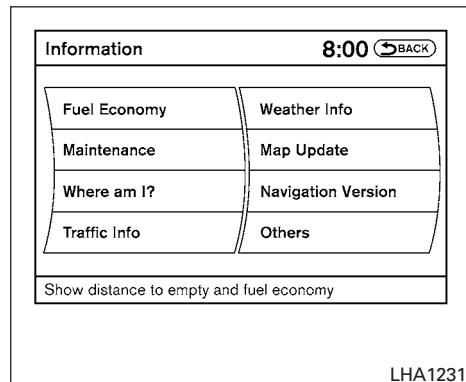 Information 8:00 BACK
Fuel Economy Weather Info
Maintenance Map Update
Where am I? Navigation Version
Traffic Info Others
Show distance to empty and fuel economy
LHA1231